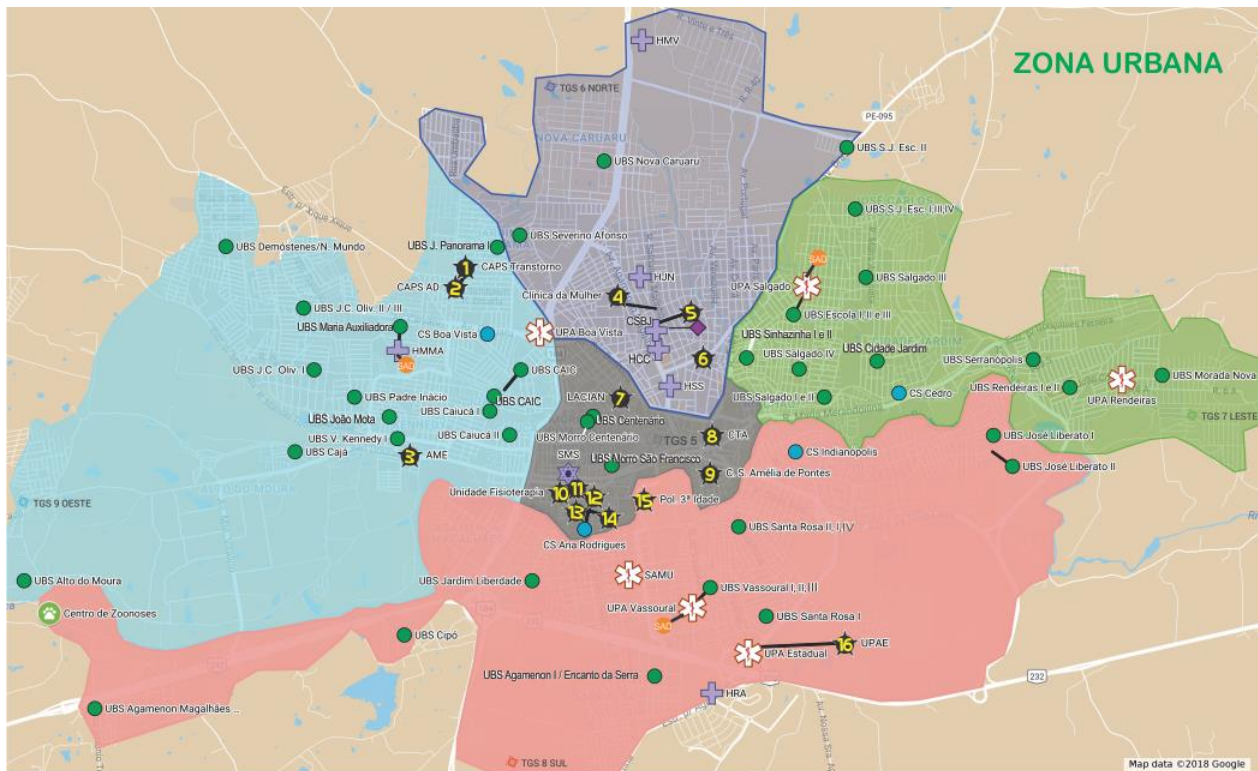 ZONA URBANA
HMV
TGS 6 NORTE
PE-095
NOVA CARUARU
UBS Nova Caruaru
UBS S.J. Esc. II
UBS S.J. Esc. I,III,IV
UBS Severino Afonso
UBS J. Panorama I
UBS Demóstenes/N. Mundo
1
CAPS Transtorno
CAPS AD
2
HJN
SAD
UPA Salgado
UBS Salgado III
Clínica da Mulher
4
5
UBS J.C. Oliv. II / III
UBS Escola I, II e III
UBS Maria Auxiliadora
CS Boa Vista
UPA Boa Vista
CSBJ
UBS Sinhazinha I e II
HMMA
SAD
HCC
6
UBS Salgado IV
UBS Cidade Jardim
UBS Serranópolis
UBS J.C. Oliv. I
UBS CAIC
HSS
UBS Morada Nova
UBS Rendeiras I e II
UPA Rendeiras
UBS Padre Inácio
UBS CAIC
LACIAN
7
UBS Salgado I e II
CS Cedro
TGS 7 LESTE
UBS João Mota
UBS Caiucá I
UBS Centenário
UBS V. Kennedy I
UBS Caiucá II
UBS Morro Centenário
TGS 5
8
CTA
UBS José Liberato I
UBS Cajá
3
AME
SMS
UBS Morro São Francisco
CS Indianopolis
UBS José Liberato II
9
C. S. Amélia de Pontes
Unidade Fisioterapia
10
11
12
15
Pol. 3ª Idade
TGS 9 OESTE
13
14
UBS Santa Rosa II, I,IV
CS Ana Rodrigues
UBS Alto do Moura
UBS Jardim Liberdade
SAMU
UBS Vassoural I, II, III
Centro de Zoonoses
UPA Vassoural
SAD
UBS Santa Rosa I
UBS Cipó
16
UPAE
UPA Estadual
UBS Agamenon I / Encanto da Serra
232
HRA
UBS Agamenon Magalhães ..
TGS 8 SUL
Map data ©2018 Google